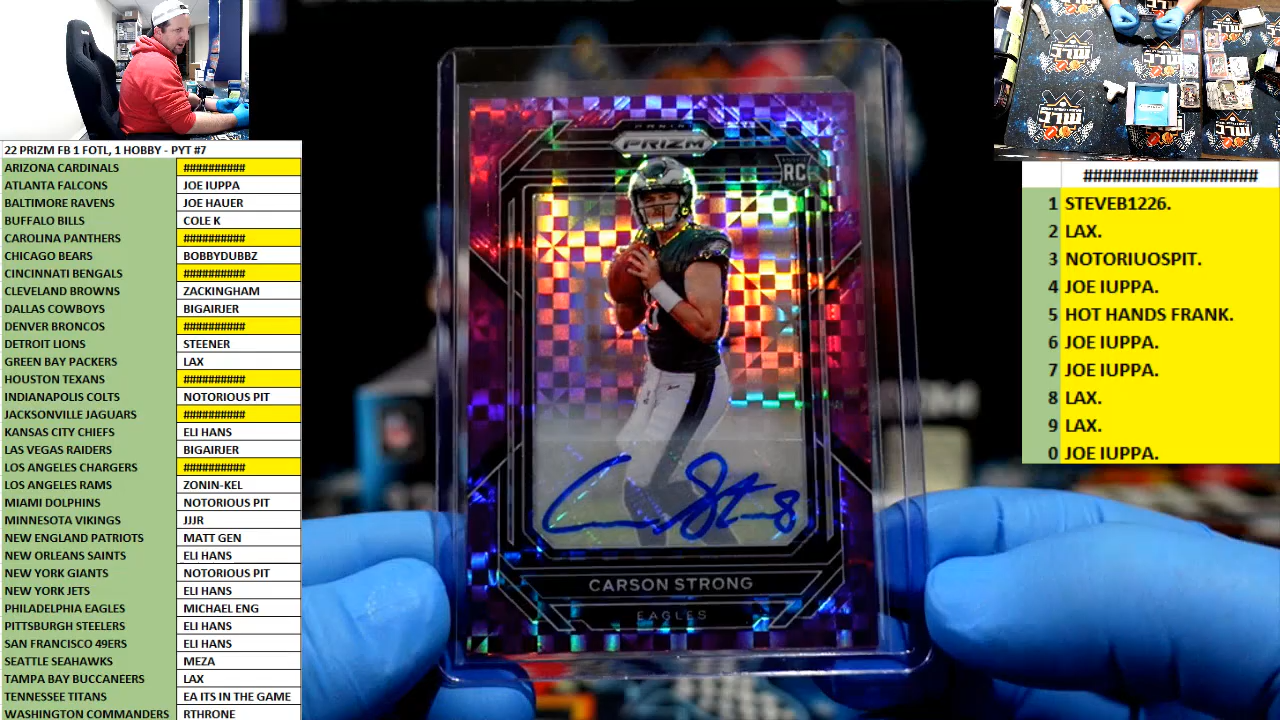 22 PRIZM FB 1 FOTL, 1 HOBBY - PYT #7
ARIZONA CARDINALS ##########
ATLANTA FALCONS JOE IUPPA
BALTIMORE RAVENS JOE HAUER
BUFFALO BILLS COLE K
CAROLINA PANTHERS ##########
CHICAGO BEARS BOBBYDUBBZ
CINCINNATI BENGALS ##########
CLEVELAND BROWNS ZACKINGHAM
DALLAS COWBOYS BIGAIRJER
DENVER BRONCOS ##########
DETROIT LIONS STEENER
GREEN BAY PACKERS LAX
HOUSTON TEXANS ##########
INDIANAPOLIS COLTS NOTORIOUS PIT
JACKSONVILLE JAGUARS ##########
KANSAS CITY CHIEFS ELI HANS
LAS VEGAS RAIDERS BIGAIRJER
LOS ANGELES CHARGERS ##########
LOS ANGELES RAMS ZONIN-KEL
MIAMI DOLPHINS NOTORIOUS PIT
MINNESOTA VIKINGS JJJR
NEW ENGLAND PATRIOTS MATT GEN
NEW ORLEANS SAINTS ELI HANS
NEW YORK GIANTS NOTORIOUS PIT
NEW YORK JETS ELI HANS
PHILADELPHIA EAGLES MICHAEL ENG
PITTSBURGH STEELERS ELI HANS
SAN FRANCISCO 49ERS ELI HANS
SEATTLE SEAHAWKS MEZA
TAMPA BAY BUCCANEERS LAX
TENNESSEE TITANS EA ITS IN THE GAME
WASHINGTON COMMANDERS RTHRONE
PANINI
PRIZM
RC
CARSON STRONG
EAGLES
##################
1 STEVEB1226.
2 LAX.
3 NOTORIUOSPIT.
4 JOE IUPPA.
5 HOT HANDS FRANK.
6 JOE IUPPA.
7 JOE IUPPA.
8 LAX.
9 LAX.
0 JOE IUPPA.